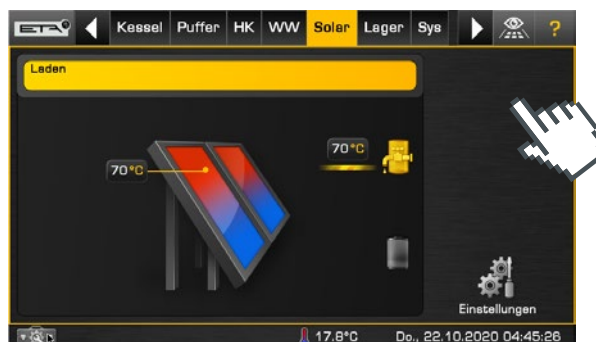 ETA Kessel Puffer HK WW Solar Lager Sys ?
Laden
70°C
70°C
Einstellungen
17.8°C Do., 22.10.2020 04:45:26